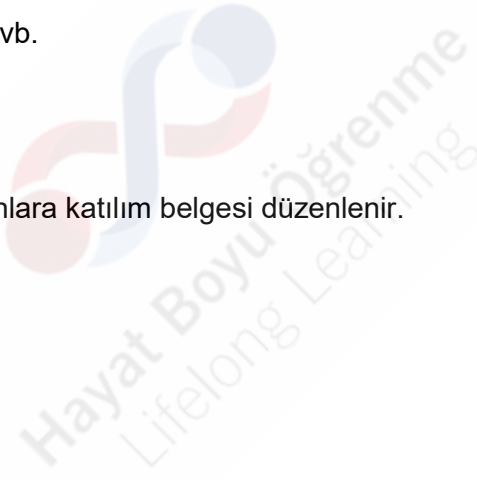 vb.
nlara katılım belgesi düzenlenir.
Hayat Boyu Öğrenme
Lifelong Learning